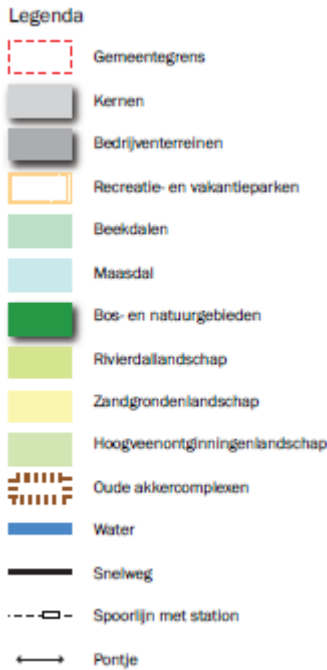 Legenda
Gemeentegrens
Kernen
Bedrijventerreinen
Recreatie- en vakantieparken
Beekdalen
Maasdal
Bos- en natuurgebieden
Rivierdallandschap
Zandgrondenlandschap
Hoogveenontginningenlandschap
Oude akkercomplexen
Water
Snelweg
Spoorlijn met station
Pontje